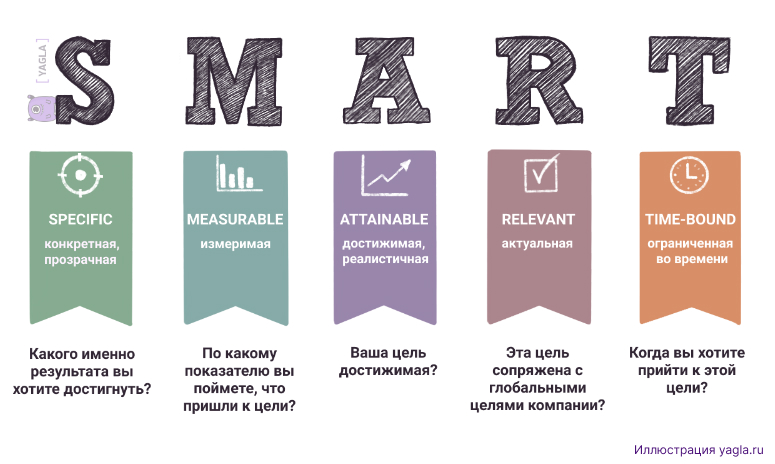 [ YAGLA ]
S M A R T
SPECIFIC
конкретная,
прозрачная
MEASURABLE
измеримая
ATTAINABLE
достижимая,
реалистичная
RELEVANT
актуальная
TIME-BOUND
ограниченная
во времени
Какого именно
результата вы
хотите достигнуть?
По какому
показателю вы
поймете, что
пришли к цели?
Ваша цель
достижимая?
Эта цель
сопряжена с
глобальными
целями компании?
Когда вы хотите
прийти к этой
цели?
Иллюстрация yagla.ru